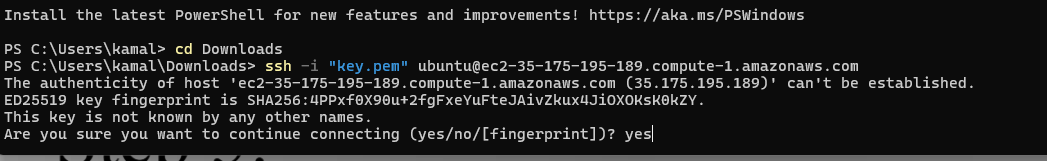 Install the latest PowerShell for new features and improvements! https://aka.ms/PSWindows
PS C:\Users\kamal> cd Downloads
PS C:\Users\kamal\Downloads> ssh -i "key.pem" ubuntu@ec2-35-175-195-189.compute-1.amazonaws.com
The authenticity of host 'ec2-35-175-195-189.compute-1.amazonaws.com (35.175.195.189)' can't be established.
ED25519 key fingerprint is SHA256:4PPxf0X90u+2fgFxeYuFteJAivZkux4JiOXOKsK0kZY.
This key is not known by any other names.
Are you sure you want to continue connecting (yes/no/[fingerprint])? yes